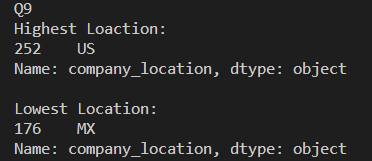 Q9
Highest Loaction:
252    US
Name: company_location, dtype: object

Lowest Location:
176    MX
Name: company_location, dtype: object